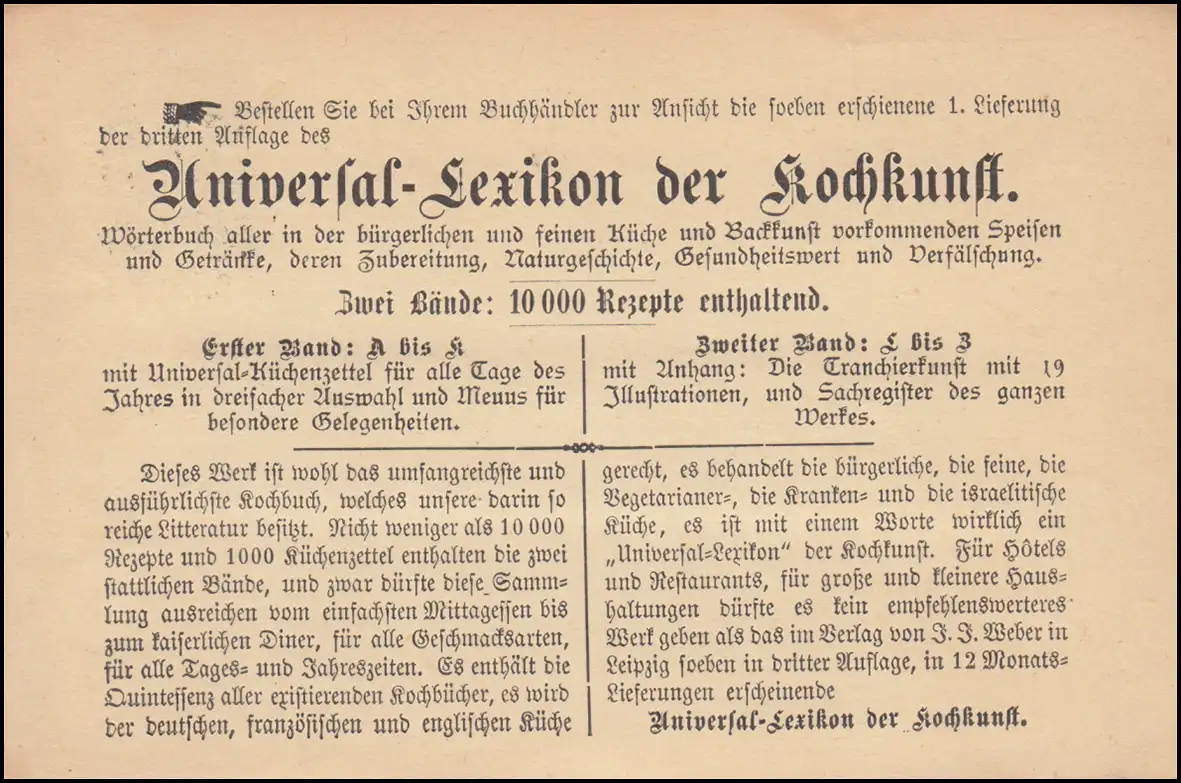 Bestellen Sie bei Ihrem Buchhändler zur Ansicht die soeben erschienene 1. Lieferung
der dritten Auflage des
Universal-Lexikon der Kochkunst.
Wörterbuch aller in der bürgerlichen und feinen Küche und Backkunst vorkommenden Speisen
und Getränke, deren Zubereitung, Naturgeschichte, Gesundheitswert und Verfälschung.
Zwei Bände: 10 000 Rezepte enthaltend.
Erster Band: A bis K
mit Universal-Küchenzettel für alle Tage des
Jahres in dreifacher Auswahl und Menus für
besondere Gelegenheiten.
Zweiter Band: L bis Z
mit Anhang: Die Tranchierkunst mit 19
Illustrationen, und Sachregister des ganzen
Werkes.
Dieses Werk ist wohl das umfangreichste und
ausführlichste Kochbuch, welches unsere darin so
reiche Litteratur besitzt. Nicht weniger als 10 000
Rezepte und 1000 Küchenzettel enthalten die zwei
stattlichen Bände, und zwar dürfte diese Samm-
lung ausreichen vom einfachsten Mittagessen bis
zum kaiserlichen Diner, für alle Geschmacksarten,
für alle Tages- und Jahreszeiten. Es enthält die
Quintessenz aller existierenden Kochbücher, es wird
der deutschen, französischen und englischen Küche
gerecht, es behandelt die bürgerliche, die feine, die
Vegetarianer-, die Kranken- und die israelitische
Küche, es ist mit einem Worte wirklich ein
„Universal-Lexikon“ der Kochkunst. Für Hôtels
und Restaurants, für große und kleinere Haus-
haltungen dürfte es kein empfehlenswerteres
Werk geben als das im Verlag von J. J. Weber in
Leipzig soeben in dritter Auflage, in 12 Monats-
Lieferungen erscheinende
Universal-Lexikon der Kochkunst.